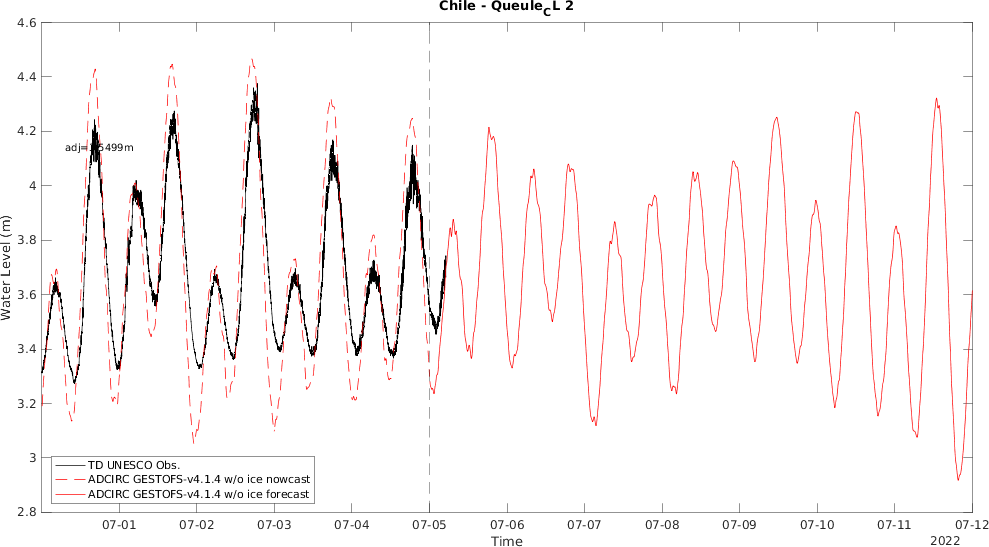 Chile - Queule_CL 2
4.6
4.4
4.2
4
3.8
3.6
3.4
3.2
3
2.8
Water Level (m)
adj=1.5499m
TD UNESCO Obs.
ADCIRC GESTOFS-v4.1.4 w/o ice nowcast
ADCIRC GESTOFS-v4.1.4 w/o ice forecast
07-01 07-02 07-03 07-04 07-05 07-06 07-07 07-08 07-09 07-10 07-11 07-12
Time
2022